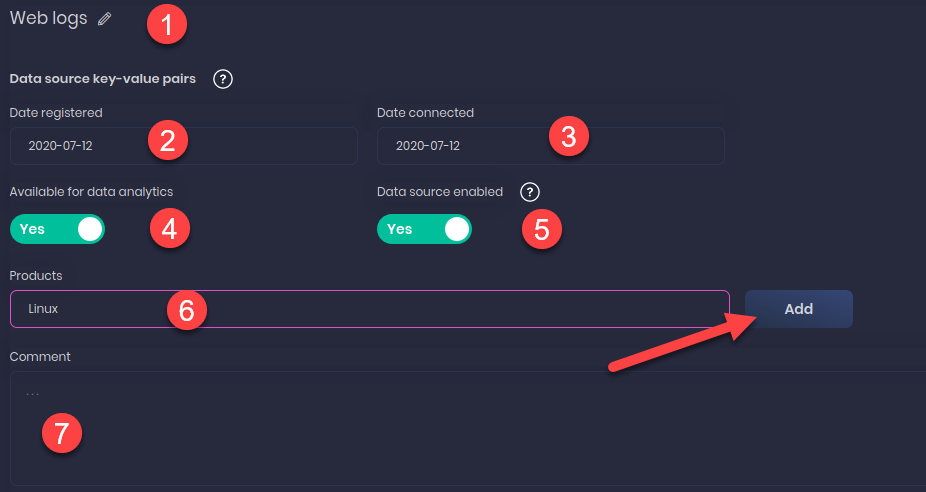 Web logs 1
Data source key-value pairs ?
Date registered Date connected
2020-07-12 2 2020-07-12 3
Available for data analytics Data source enabled ?
Yes 4 Yes 5
Products
Linux 6 Add
Comment
...
7